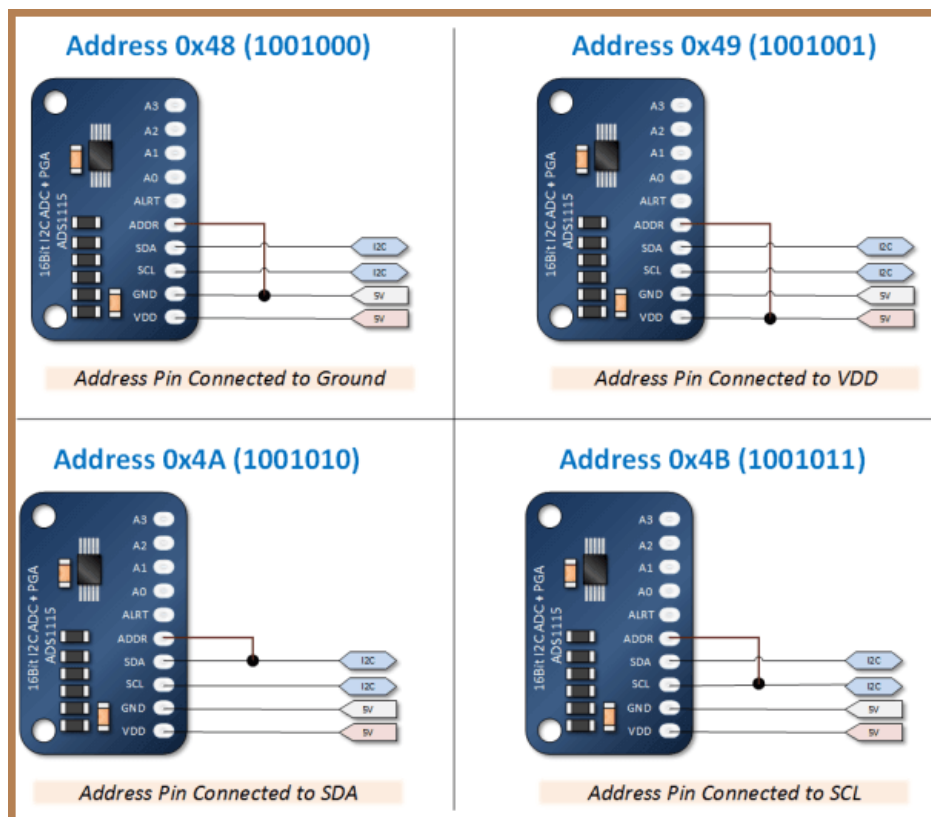 Address 0x48 (1001000)
A3
A2
A1
A0
ALRT
ADDR
SDA
SCL
GND
VDD
16Bit I2C ADC + PGA
ADS1115
I2C
I2C
5V
5V
Address Pin Connected to Ground
Address 0x49 (1001001)
A3
A2
A1
A0
ALRT
ADDR
SDA
SCL
GND
VDD
16Bit I2C ADC + PGA
ADS1115
I2C
I2C
5V
5V
Address Pin Connected to VDD
Address 0x4A (1001010)
A3
A2
A1
A0
ALRT
ADDR
SDA
SCL
GND
VDD
16Bit I2C ADC + PGA
ADS1115
I2C
I2C
5V
5V
Address Pin Connected to SDA
Address 0x4B (1001011)
A3
A2
A1
A0
ALRT
ADDR
SDA
SCL
GND
VDD
16Bit I2C ADC + PGA
ADS1115
I2C
I2C
5V
5V
Address Pin Connected to SCL